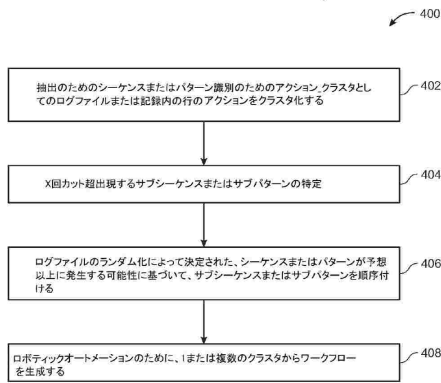 400
抽出のためのシーケンスまたはパターン識別のためのアクション_クラスタとし
てのログファイルまたは記録内の行のアクションをクラスタ化する
402
X回カット超出現するサブシーケンスまたはサブパターンの特定
404
ログファイルのランダム化によって決定された、シーケンスまたはパターンが予想
以上に発生する可能性に基づいて、サブシーケンスまたはサブパターンを順序付
ける
406
ロボティックオートメーションのために、1または複数のクラスタからワークフロー
を生成する
408